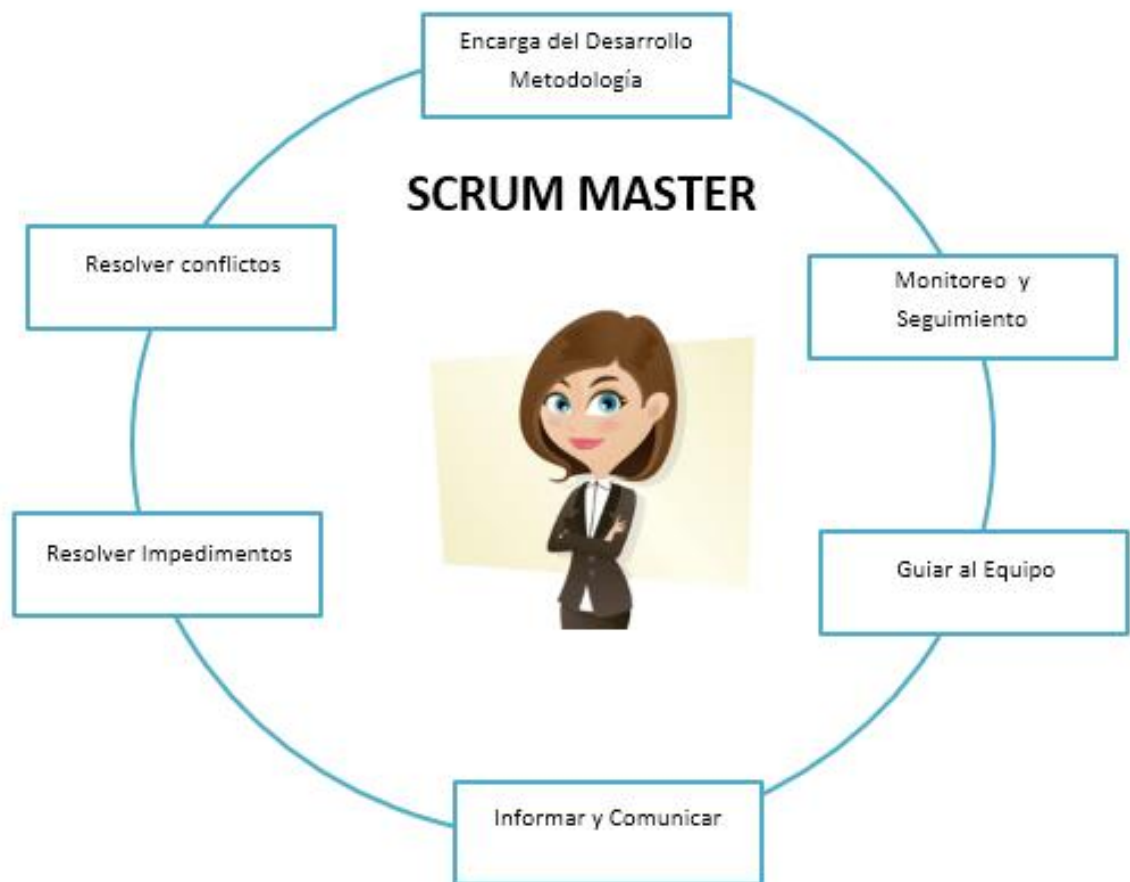 Encarga del Desarrollo
Metodología
SCRUM MASTER
Resolver conflictos
Monitoreo y
Seguimiento
Resolver Impedimentos
Guiar al Equipo
Informar y Comunicar